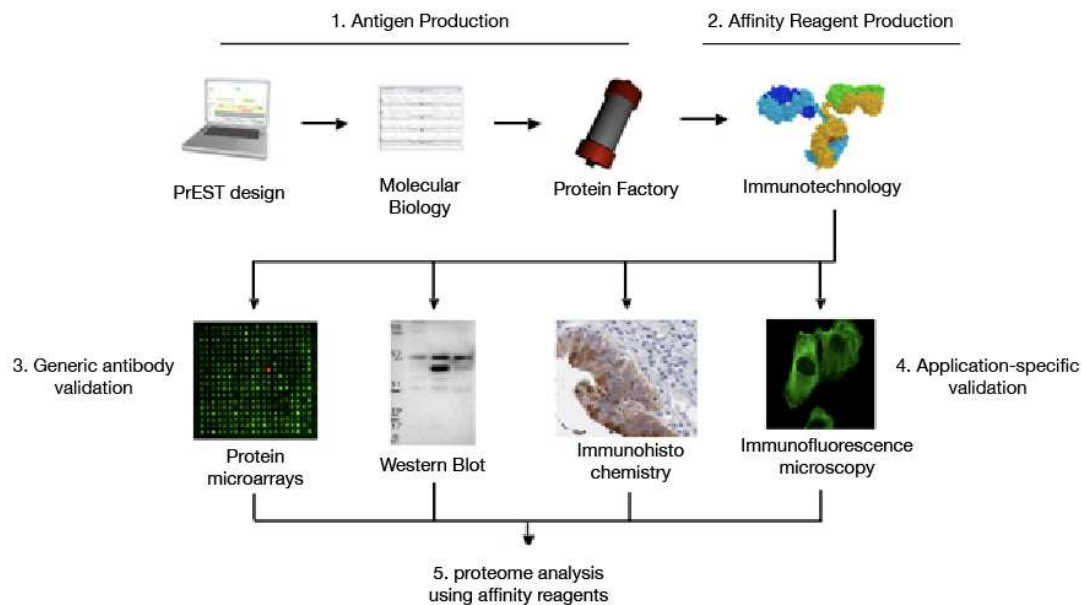 1. Antigen Production
2. Affinity Reagent Production
PrEST design
Molecular
Biology
Protein Factory
Immunotechnology
3. Generic antibody
validation
4. Application-specific
validation
Protein
microarrays
Western Blot
Immunohisto
chemistry
Immunofluorescence
microscopy
5. proteome analysis
using affinity reagents